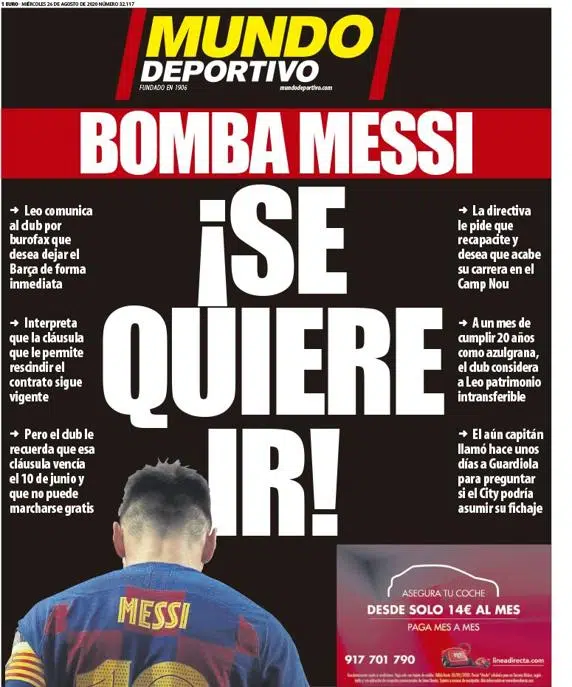 1 EURO · MIÉRCOLES 26 DE AGOSTO DE 2020 NÚMERO 32.117
MUNDO
DEPORTIVO
FUNDADO EN 1906
mundodeportivo.com
BOMBA MESSI
¡SE
QUIERE
IR!
➔ Leo comunica
al club por
burofax que
desea dejar el
Barça de forma
inmediata
➔ Interpreta
que la cláusula
que le permite
rescindir el
contrato sigue
vigente
➔ Pero el club le
recuerda que esa
cláusula vencía
el 10 de junio y
que no puede
marcharse gratis
➔ La directiva
le pide que
recapacite y
desea que acabe
su carrera en el
Camp Nou
➔ A un mes de
cumplir 20 años
como azulgrana,
el club considera
a Leo patrimonio
intransferible
➔ El aún capitán
llamó hace unos
días a Guardiola
para preguntar
si el City podría
asumir su fichaje
MESSI
10
ASEGURA TU COCHE
DESDE SOLO 14€ AL MES
PAGA MES A MES
917 701 790
lineadirecta.com